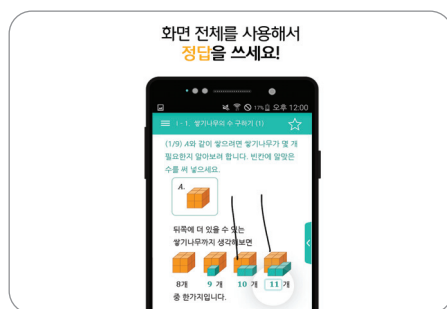 화면 전체를 사용해서
정답을 쓰세요!
17% 오후 12:00
I - 1. 쌓기나무의 수 구하기 (1)
(1/9) A와 같이 쌓으려면 쌓기나무가 몇 개
필요한지 알아보려 합니다. 빈칸에 알맞은
수를 써 넣으세요.
A.
뒤쪽에 더 있을 수 있는
쌓기나무까지 생각해보면
8개 9 개 10 개 11 개
중 한가지입니다.